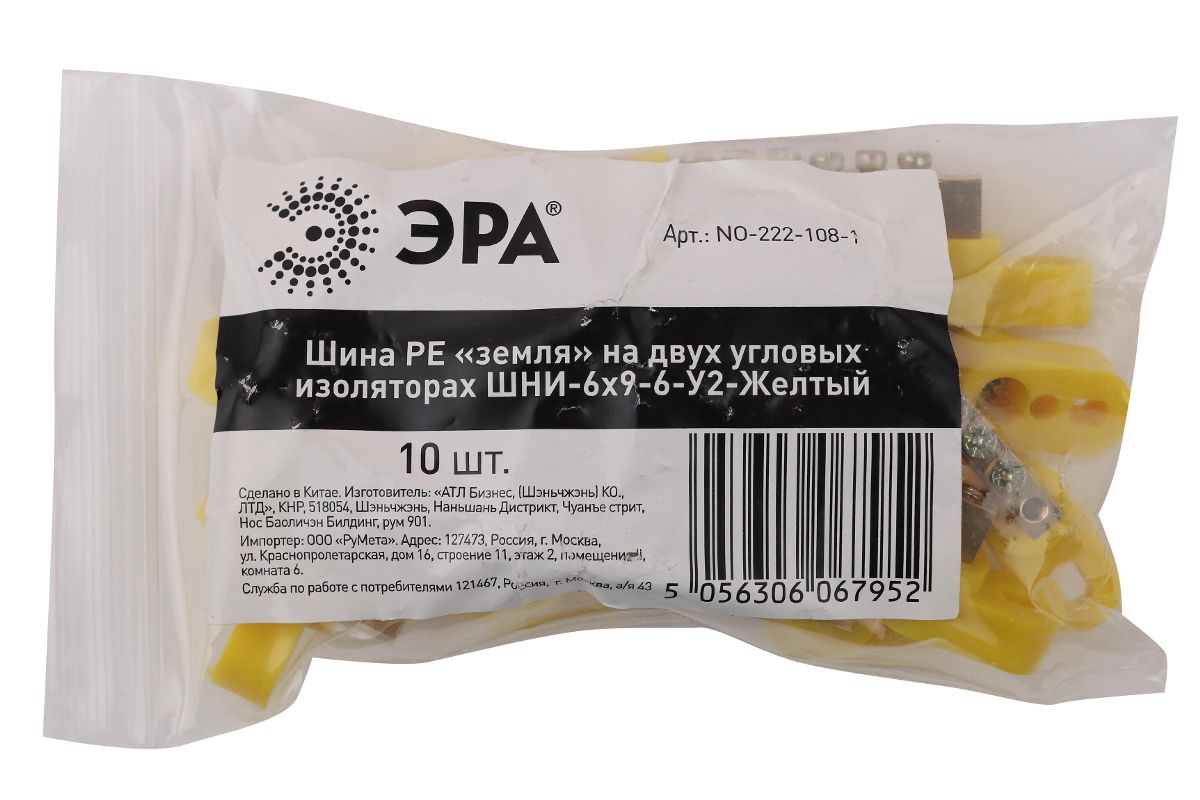 ЭРА®
Арт.: NO-222-108-1
Шина PE «земля» на двух угловых
изоляторах ШНИ-6х9-6-У2-Желтый
10 шт.
Сделано в Китае. Изготовитель: «АТЛ Бизнес, (Шэньчжэнь) КО.,
ЛТД», КНР, 518054, Шэньчжэнь, Наньшань Дистрикт, Чуанъе стрит,
Нос Баоличэн Билдинг, рум 901.
Импортер: ООО «РуМета». Адрес: 127473, Россия, г. Москва,
ул. Краснопролетарская, дом 16, строение 11, этаж 2, помещение II,
комната 6.
Служба по работе с потребителями 121467, Россия, г. Москва, а/я 43
5 056306 067952